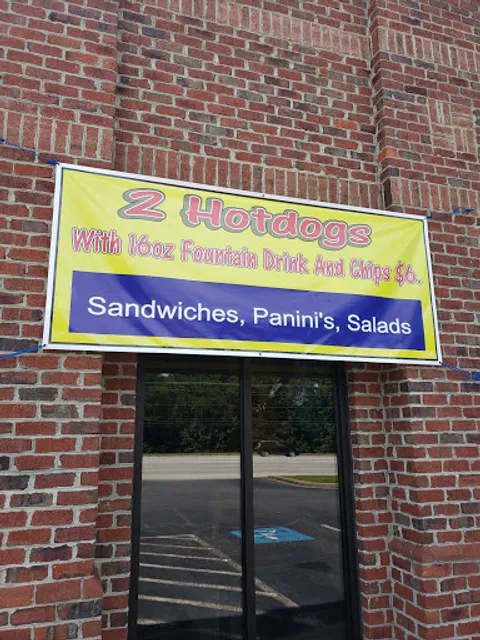 2 Hotdogs
With 16oz Fountain Drink And Chips $6.
Sandwiches, Panini's, Salads